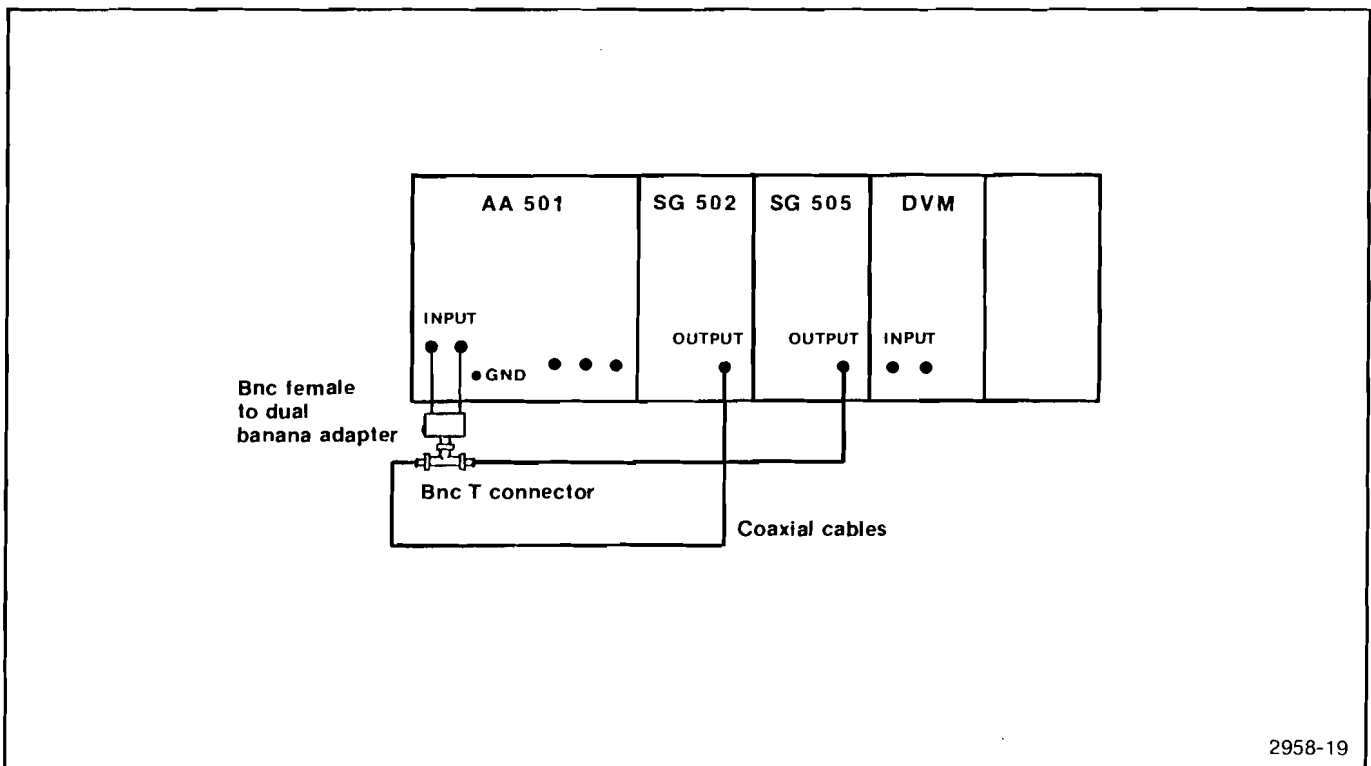 AA 501
SG 502
SG 505
DVM
INPUT
GND
OUTPUT
OUTPUT
INPUT
Bnc female
to dual
banana adapter
Bnc T connector
Coaxial cables
2958-19